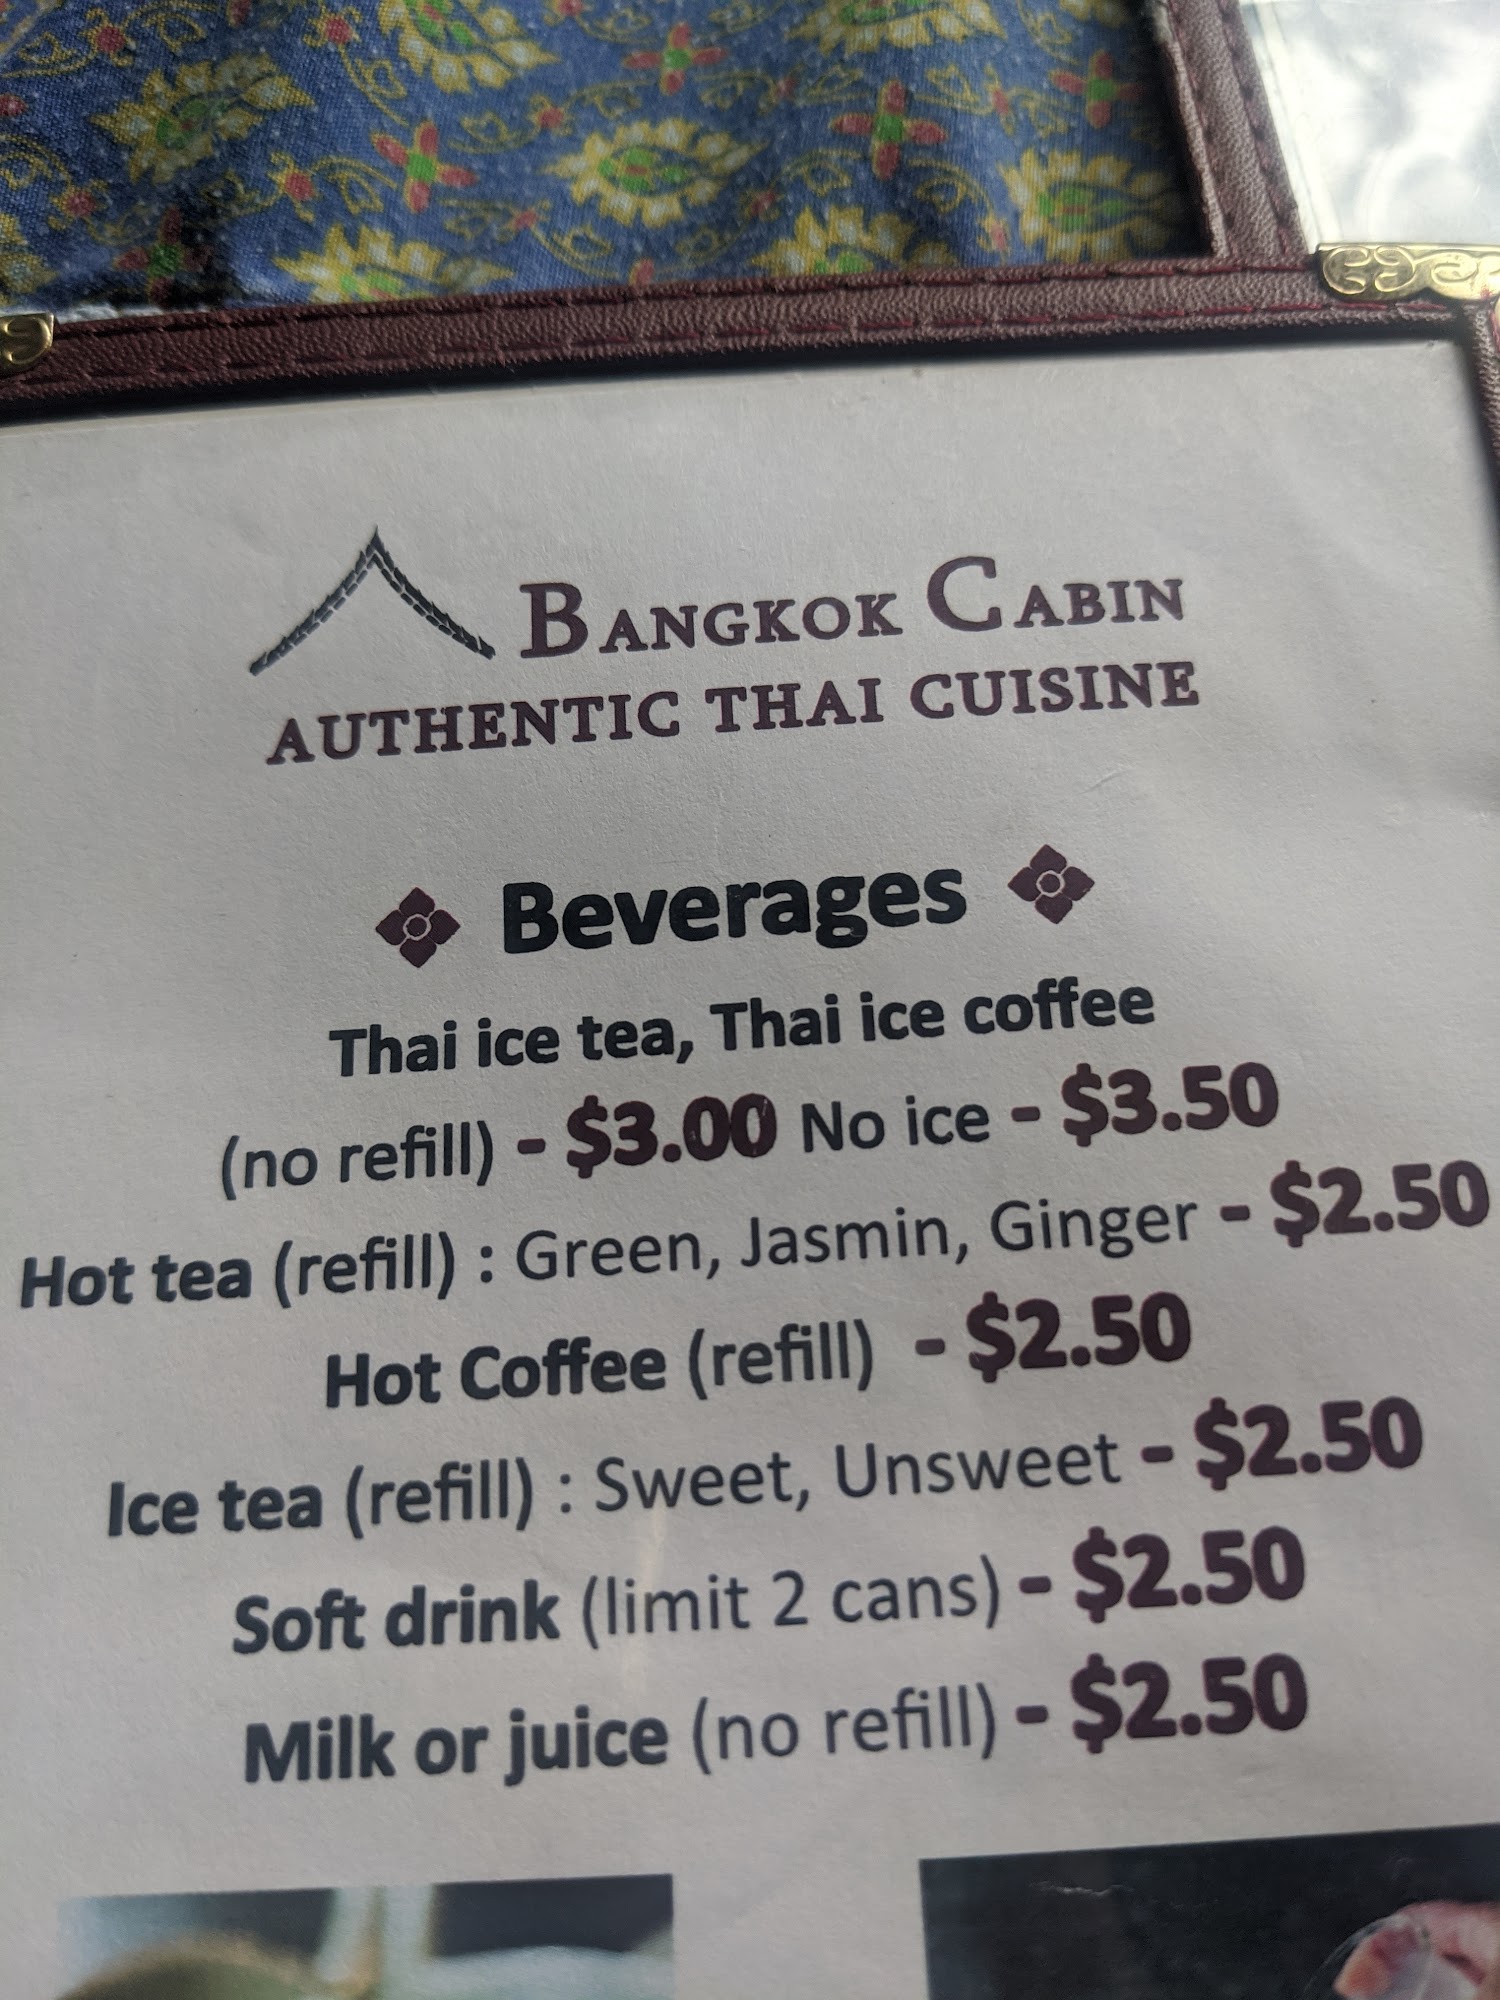 BANGKOK CABIN
AUTHENTIC THAI CUISINE
Beverages
Thai ice tea, Thai ice coffee
(no refill) - $3.00 No ice - $3.50
Hot tea (refill) : Green, Jasmin, Ginger - $2.50
Hot Coffee (refill) - $2.50
Ice tea (refill) : Sweet, Unsweet - $2.50
Soft drink (limit 2 cans) - $2.50
Milk or juice (no refill) - $2.50